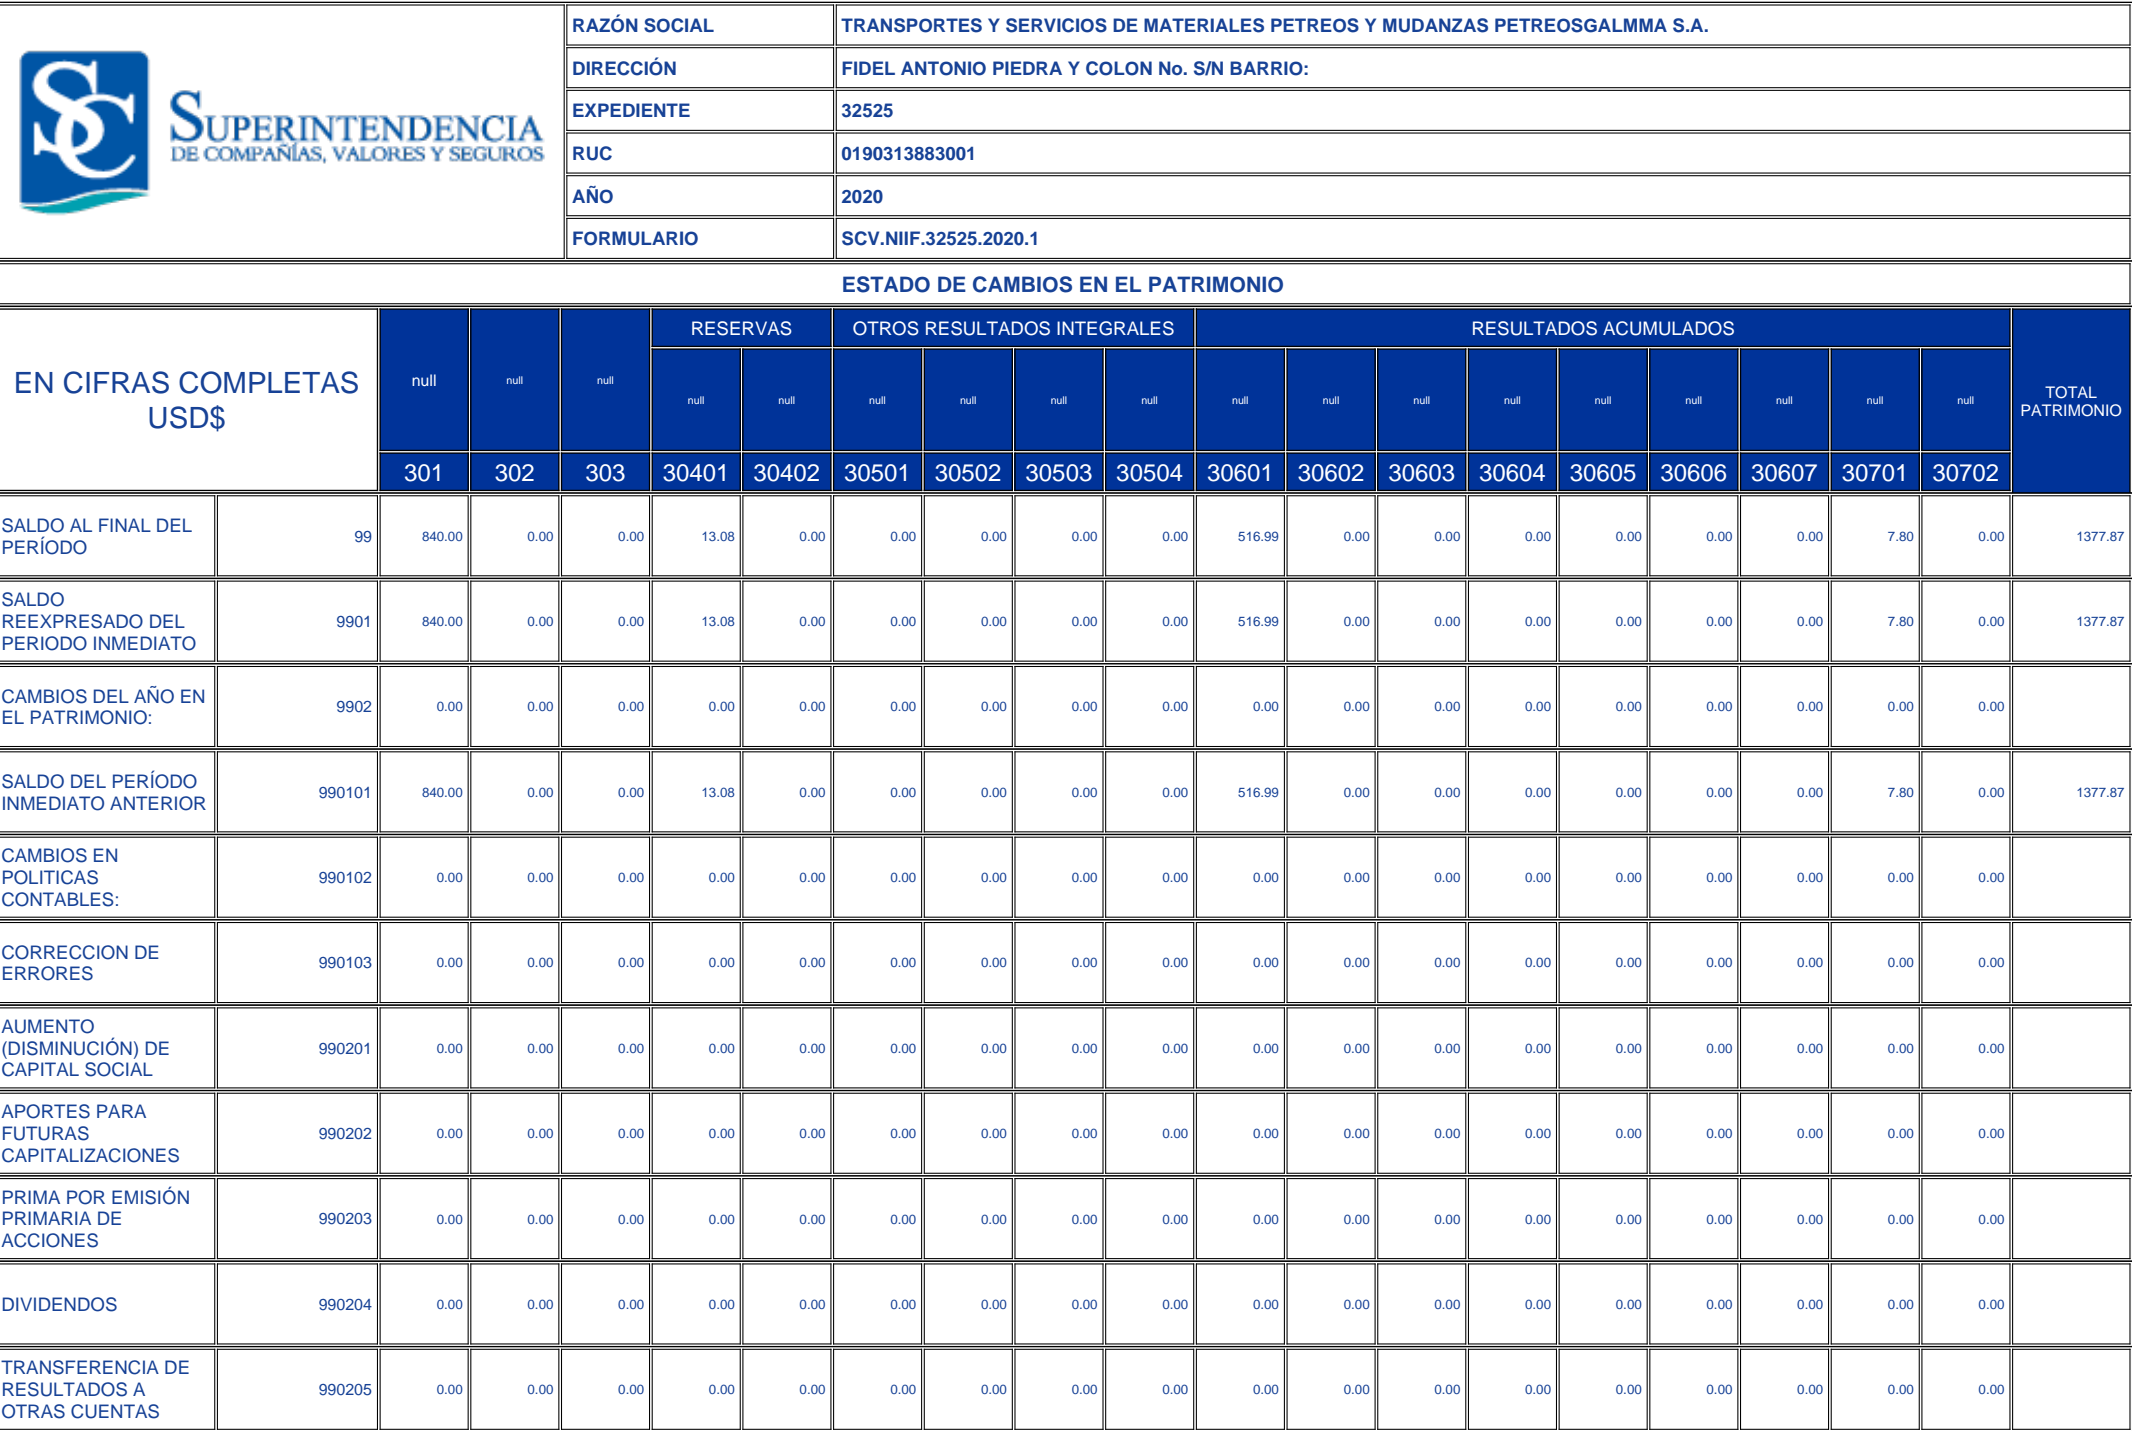 SC
SUPERINTENDENCIA
DE COMPAÑÍAS, VALORES Y SEGUROS
RAZÓN SOCIAL TRANSPORTES Y SERVICIOS DE MATERIALES PETREOS Y MUDANZAS PETREOSGALMMA S.A.
DIRECCIÓN FIDEL ANTONIO PIEDRA Y COLON No. S/N BARRIO:
EXPEDIENTE 32525
RUC 0190313883001
AÑO 2020
FORMULARIO SCV.NIIF.32525.2020.1
ESTADO DE CAMBIOS EN EL PATRIMONIO
EN CIFRAS COMPLETAS
USD$
RESERVAS OTROS RESULTADOS INTEGRALES RESULTADOS ACUMULADOS
null null null null null null null null null null null null null null null null null null
TOTAL
PATRIMONIO
301 302 303 30401 30402 30501 30502 30503 30504 30601 30602 30603 30604 30605 30606 30607 30701 30702
SALDO AL FINAL DEL
PERÍODO
99 840.00 0.00 0.00 13.08 0.00 0.00 0.00 0.00 0.00 516.99 0.00 0.00 0.00 0.00 0.00 0.00 7.80 0.00 1377.87
SALDO
REEXPRESADO DEL
PERIODO INMEDIATO
9901 840.00 0.00 0.00 13.08 0.00 0.00 0.00 0.00 0.00 516.99 0.00 0.00 0.00 0.00 0.00 0.00 7.80 0.00 1377.87
CAMBIOS DEL AÑO EN
EL PATRIMONIO:
9902 0.00 0.00 0.00 0.00 0.00 0.00 0.00 0.00 0.00 0.00 0.00 0.00 0.00 0.00 0.00 0.00 0.00 0.00
SALDO DEL PERÍODO
INMEDIATO ANTERIOR
990101 840.00 0.00 0.00 13.08 0.00 0.00 0.00 0.00 0.00 516.99 0.00 0.00 0.00 0.00 0.00 0.00 7.80 0.00 1377.87
CAMBIOS EN
POLITICAS
CONTABLES:
990102 0.00 0.00 0.00 0.00 0.00 0.00 0.00 0.00 0.00 0.00 0.00 0.00 0.00 0.00 0.00 0.00 0.00 0.00
CORRECCION DE
ERRORES
990103 0.00 0.00 0.00 0.00 0.00 0.00 0.00 0.00 0.00 0.00 0.00 0.00 0.00 0.00 0.00 0.00 0.00 0.00
AUMENTO
(DISMINUCIÓN) DE
CAPITAL SOCIAL
990201 0.00 0.00 0.00 0.00 0.00 0.00 0.00 0.00 0.00 0.00 0.00 0.00 0.00 0.00 0.00 0.00 0.00 0.00
APORTES PARA
FUTURAS
CAPITALIZACIONES
990202 0.00 0.00 0.00 0.00 0.00 0.00 0.00 0.00 0.00 0.00 0.00 0.00 0.00 0.00 0.00 0.00 0.00 0.00
PRIMA POR EMISIÓN
PRIMARIA DE
ACCIONES
990203 0.00 0.00 0.00 0.00 0.00 0.00 0.00 0.00 0.00 0.00 0.00 0.00 0.00 0.00 0.00 0.00 0.00 0.00
DIVIDENDOS 990204 0.00 0.00 0.00 0.00 0.00 0.00 0.00 0.00 0.00 0.00 0.00 0.00 0.00 0.00 0.00 0.00 0.00 0.00
TRANSFERENCIA DE
RESULTADOS A
OTRAS CUENTAS
990205 0.00 0.00 0.00 0.00 0.00 0.00 0.00 0.00 0.00 0.00 0.00 0.00 0.00 0.00 0.00 0.00 0.00 0.00